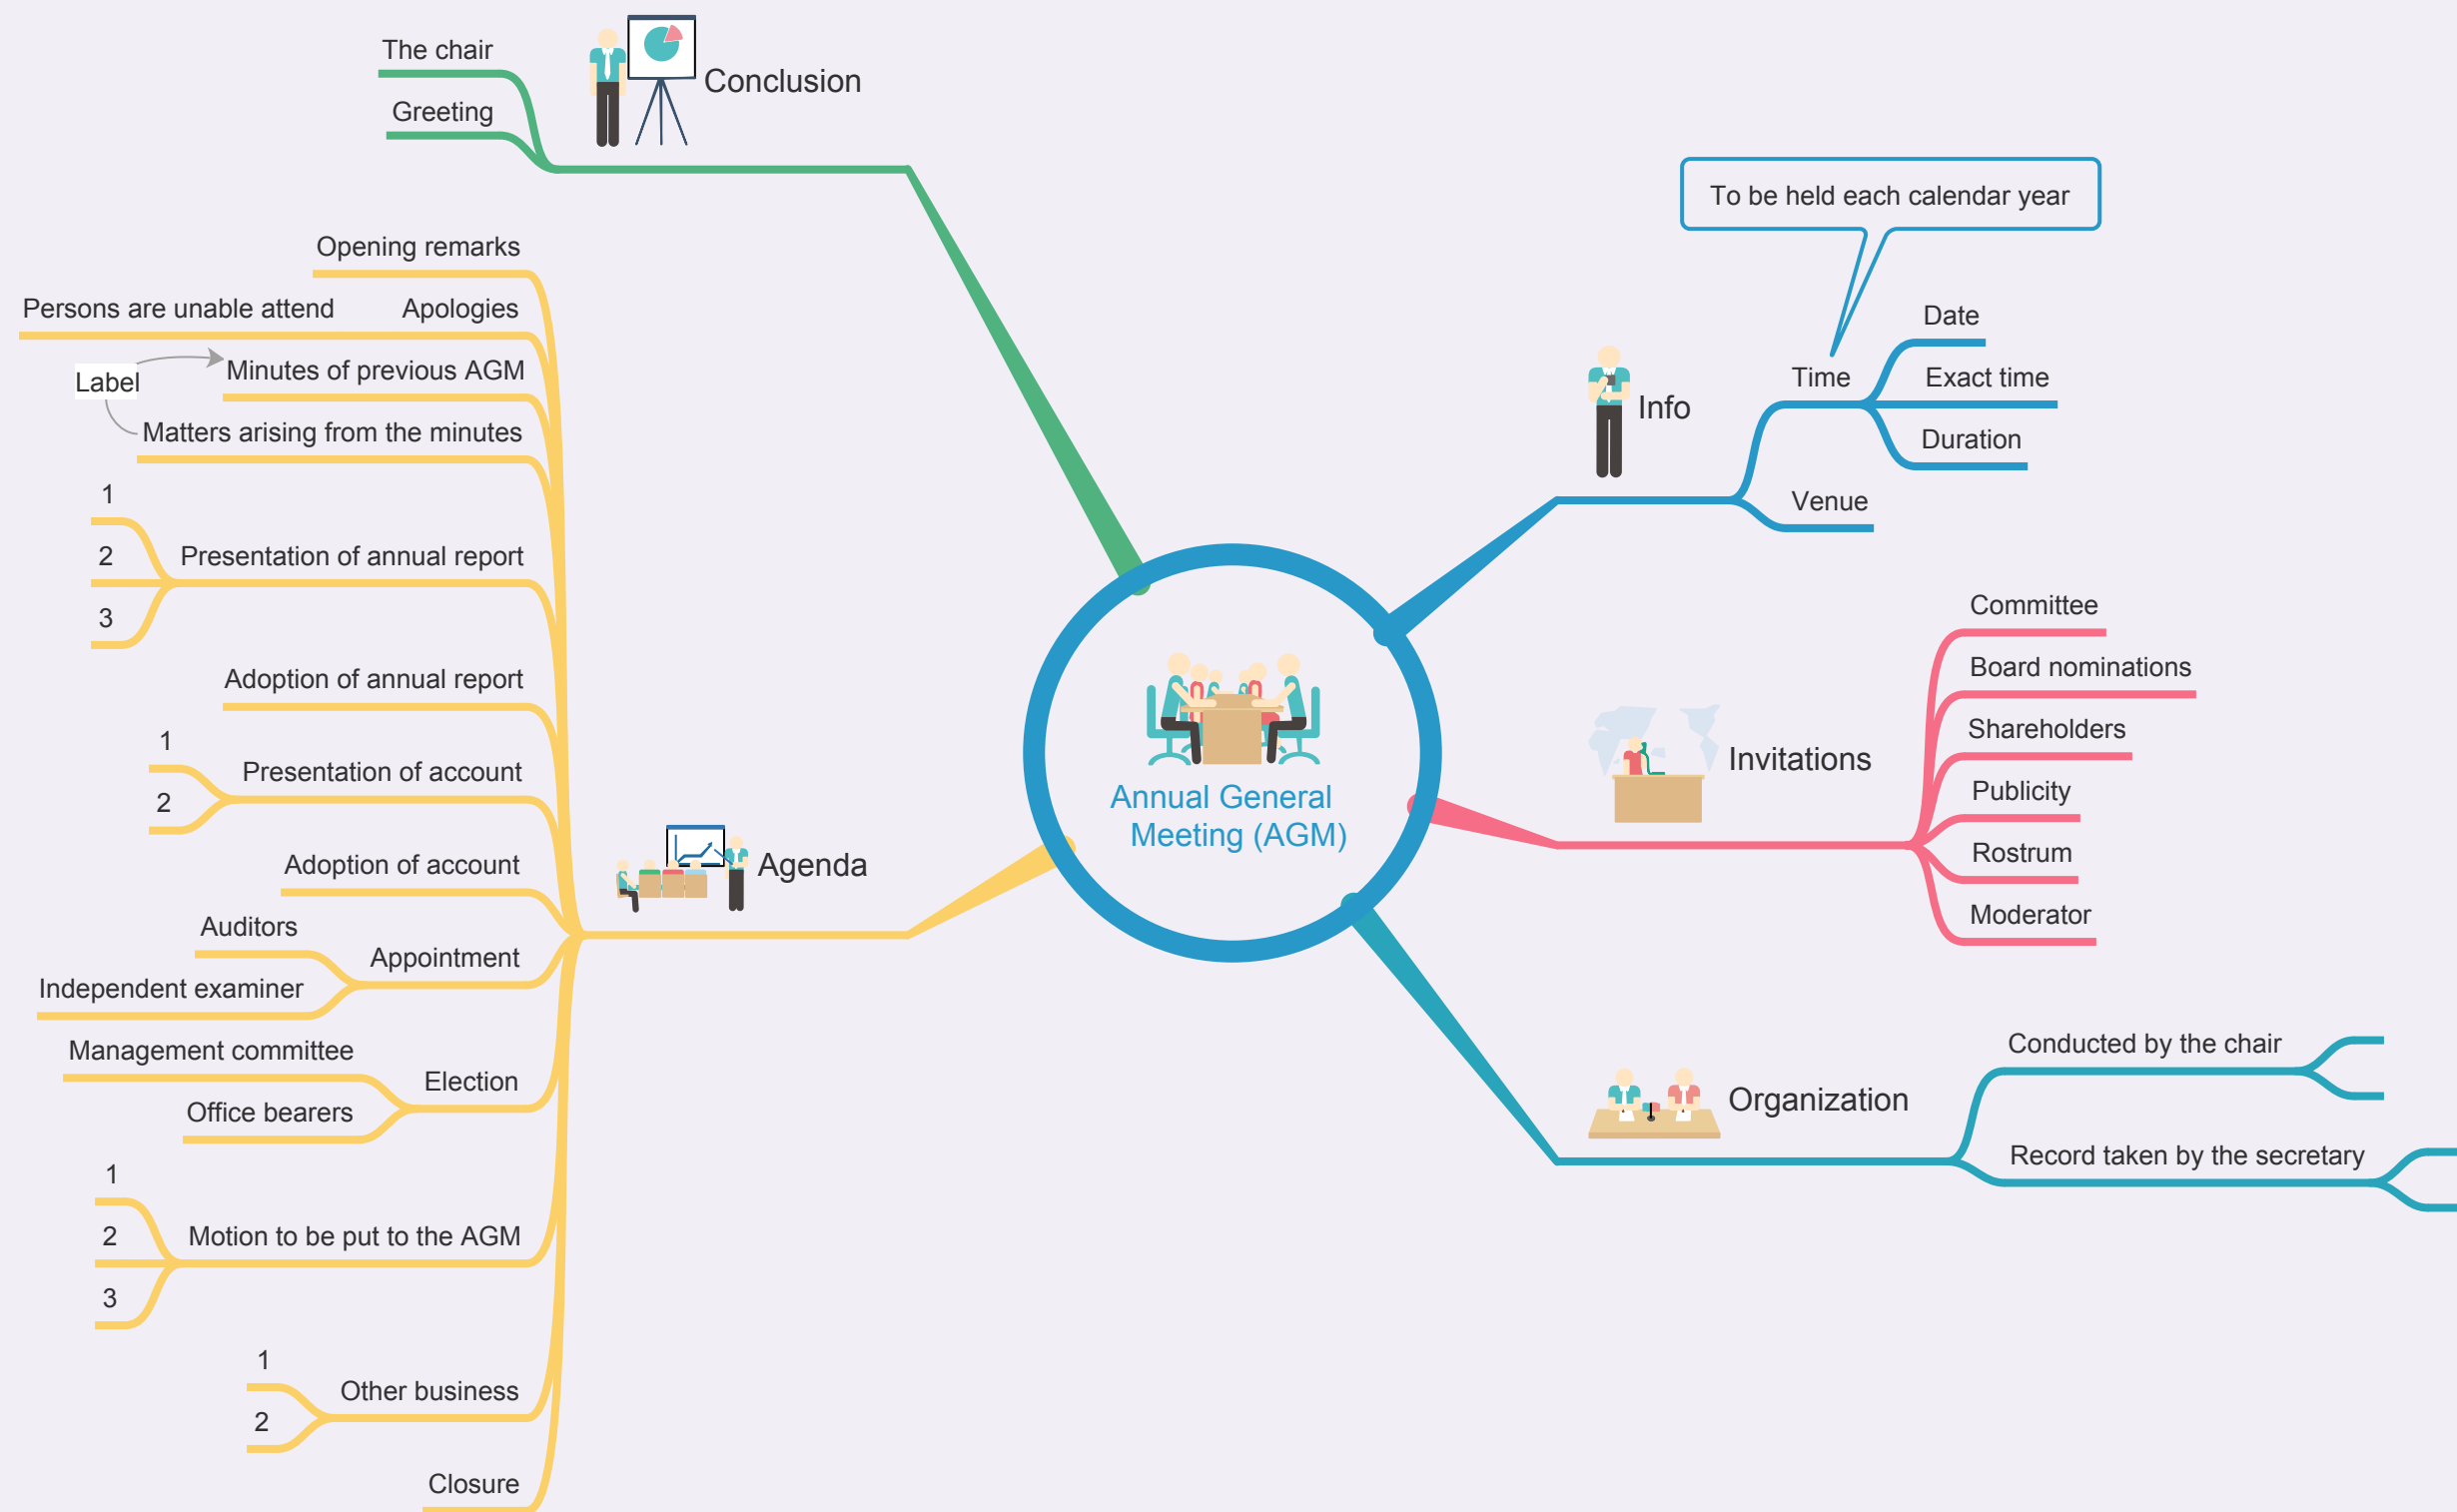 Annual General
Meeting (AGM)
Info
To be held each calendar year
Time
Date
Exact time
Duration
Venue
Invitations
Committee
Board nominations
Shareholders
Publicity
Rostrum
Moderator
Organization
Conducted by the chair
Record taken by the secretary
Agenda
Opening remarks
Apologies
Persons are unable attend
Minutes of previous AGM
Label
Matters arising from the minutes
Presentation of annual report
1
2
3
Adoption of annual report
Presentation of account
1
2
Adoption of account
Appointment
Auditors
Independent examiner
Election
Management committee
Office bearers
Motion to be put to the AGM
1
2
3
Other business
1
2
Closure
Conclusion
The chair
Greeting